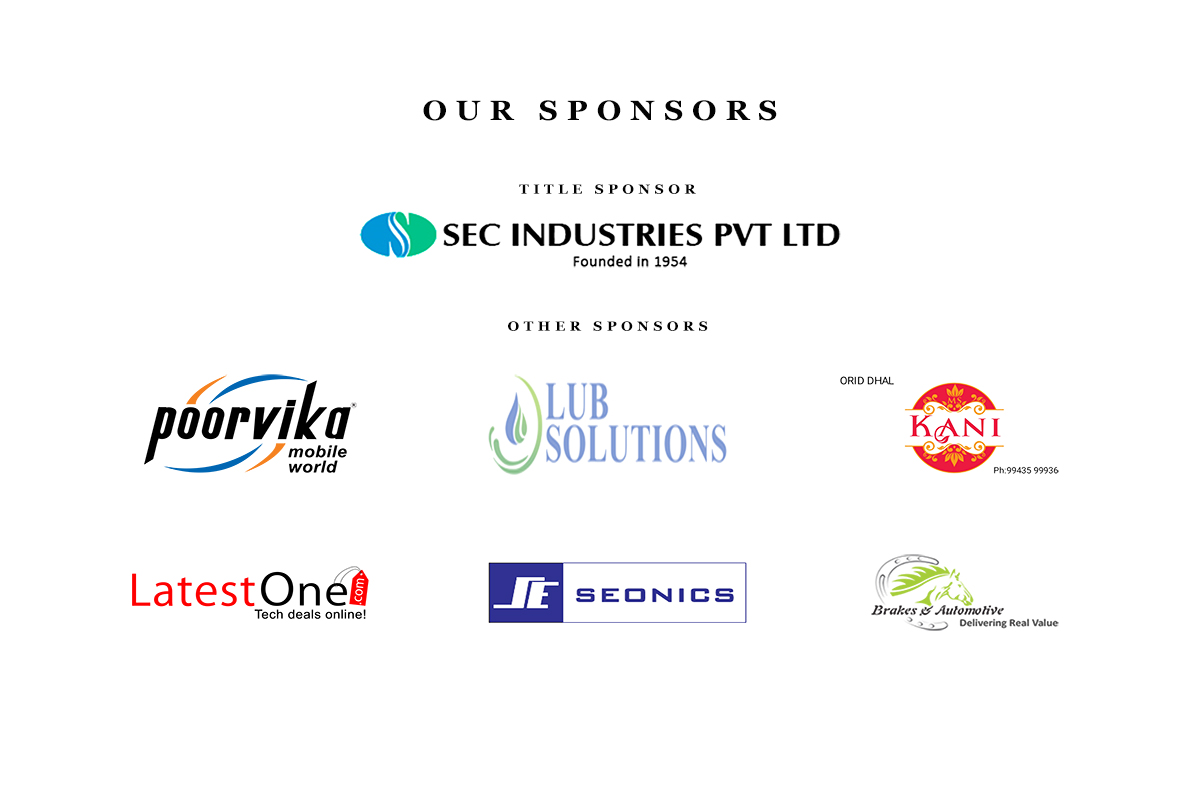 OUR SPONSORS
TITLE SPONSOR
SEC INDUSTRIES PVT LTD
Founded in 1954
OTHER SPONSORS
poorvika®
mobile
world
LUB
SOLUTIONS
ORID DHAL
MS
KANI
Ph:99435 99936
LatestOne.com
Tech deals online!
SE SEONICS
Brakes & Automotive
Delivering Real Value